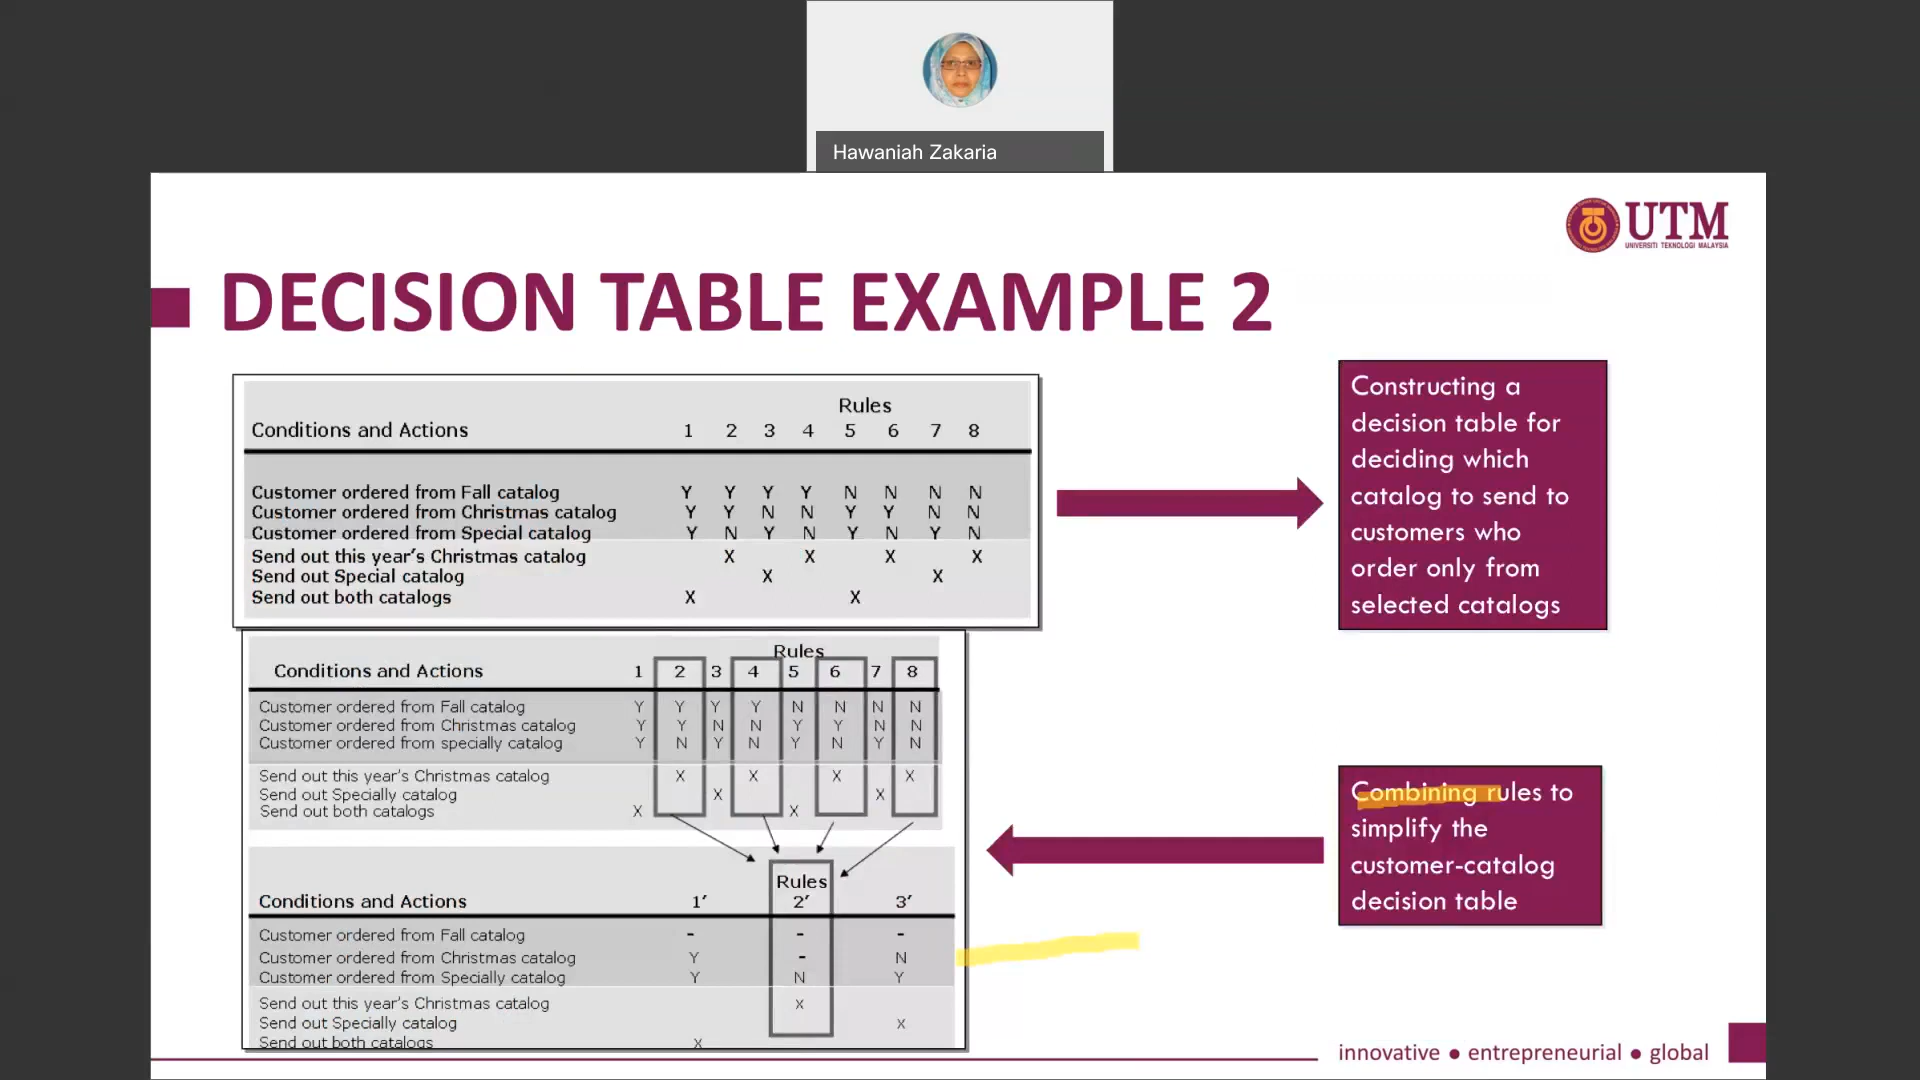 Hawaniah Zakaria
UTM
UNIVERSITI TEKNOLOGI MALAYSIA
DECISION TABLE EXAMPLE 2
Rules
Conditions and Actions 1 2 3 4 5 6 7 8
Customer ordered from Fall catalog Y Y Y Y N N N N
Customer ordered from Christmas catalog Y Y N N Y Y N N
Customer ordered from Special catalog Y N Y N Y N Y N
Send out this year's Christmas catalog X X X X
Send out Special catalog X X
Send out both catalogs X X
Constructing a
decision table for
deciding which
catalog to send to
customers who
order only from
selected catalogs
Rules
Conditions and Actions 1 2 3 4 5 6 7 8
Customer ordered from Fall catalog Y Y Y Y N N N N
Customer ordered from Christmas catalog Y Y N N Y Y N N
Customer ordered from specially catalog Y N Y N Y N Y N
Send out this year's Christmas catalog X X X X
Send out Specially catalog X X
Send out both catalogs X X
Combining rules to
simplify the
customer-catalog
decision table
Rules
Conditions and Actions 1′ 2′ 3′
Customer ordered from Fall catalog - - -
Customer ordered from Christmas catalog Y - N
Customer ordered from Specially catalog Y N Y
Send out this year's Christmas catalog X
Send out Specially catalog X
Send out both catalogs X
innovative ● entrepreneurial ● global